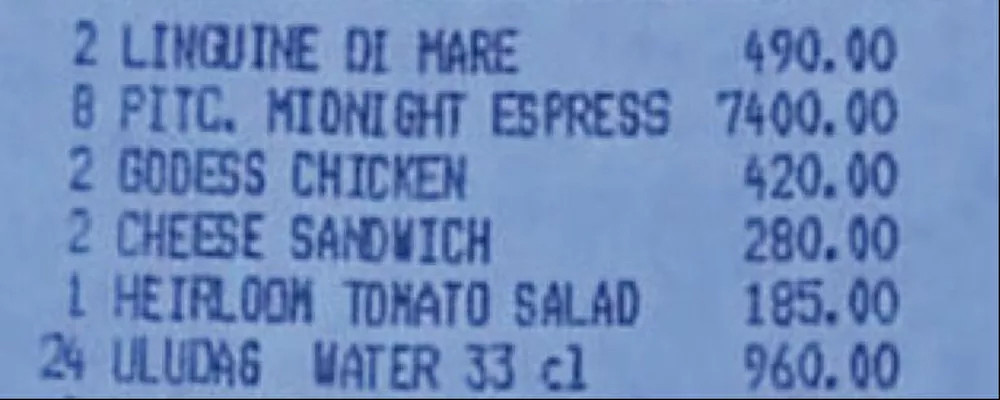 2 LINGUINE DI MARE 490.00
8 PITC. MIDNIGHT ESPRESS 7400.00
2 GODESS CHICKEN 420.00
2 CHEESE SANDWICH 280.00
1 HEIRLOOM TOMATO SALAD 185.00
24 ULUDAG WATER 33 cl 960.00